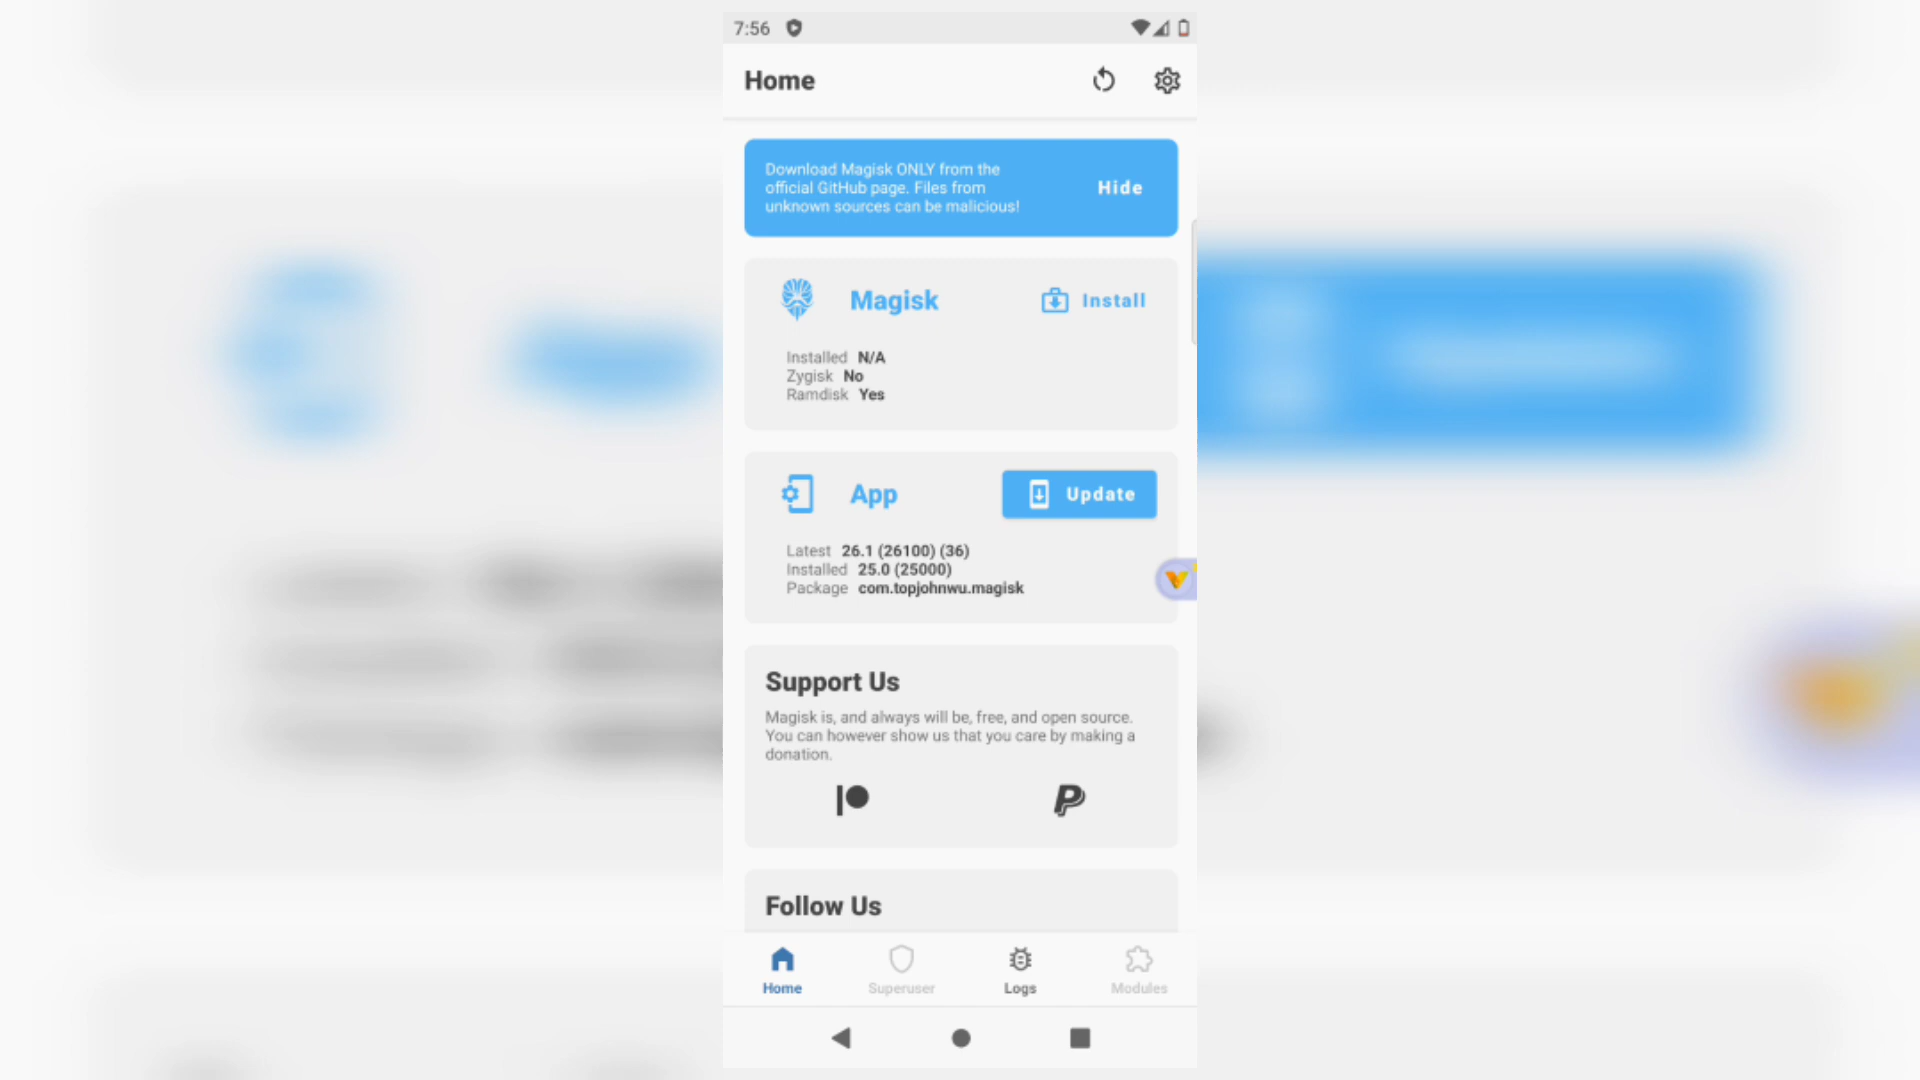 7:56
Home
Download Magisk ONLY from the
official GitHub page. Files from
unknown sources can be malicious!
Hide
Magisk
Install
Installed N/A
Zygisk No
Ramdisk Yes
App
Update
Latest 26.1 (26100) (36)
Installed 25.0 (25000)
Package com.topjohnwu.magisk
Support Us
Magisk is, and always will be, free, and open source.
You can however show us that you care by making a
donation.
Follow Us
Home
Superuser
Logs
Modules